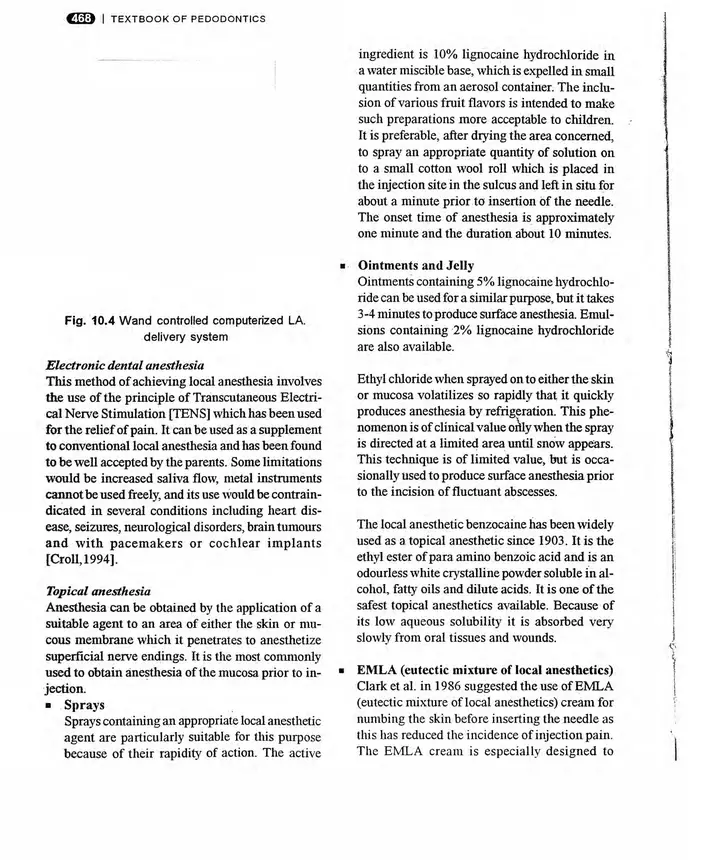 468 | TEXTBOOK OF PEDODONTICS
Fig. 10.4 Wand controlled computerized LA.
delivery system
Electronic dental anesthesia
This method of achieving local anesthesia involves
the use of the principle of Transcutaneous Electri-
cal Nerve Stimulation [TENS] which has been used
for the relief of pain. It can be used as a supplement
to conventional local anesthesia and has been found
to be well accepted by the parents. Some limitations
would be increased saliva flow, metal instruments
cannot be used freely, and its use would be contrain-
dicated in several conditions including heart dis-
ease, seizures, neurological disorders, brain tumours
and with pacemakers or cochlear implants
[Croll,1994].
Topical anesthesia
Anesthesia can be obtained by the application of a
suitable agent to an area of either the skin or mu-
cous membrane which it penetrates to anesthetize
superficial nerve endings. It is the most commonly
used to obtain anesthesia of the mucosa prior to in-
jection.
▪ Sprays
Sprays containing an appropriate local anesthetic
agent are particularly suitable for this purpose
because of their rapidity of action. The active
ingredient is 10% lignocaine hydrochloride in
a water miscible base, which is expelled in small
quantities from an aerosol container. The inclu-
sion of various fruit flavors is intended to make
such preparations more acceptable to children.
It is preferable, after drying the area concerned,
to spray an appropriate quantity of solution on
to a small cotton wool roll which is placed in
the injection site in the sulcus and left in situ for
about a minute prior to insertion of the needle.
The onset time of anesthesia is approximately
one minute and the duration about 10 minutes.
▪ Ointments and Jelly
Ointments containing 5% lignocaine hydrochlo-
ride can be used for a similar purpose, but it takes
3-4 minutes to produce surface anesthesia. Emul-
sions containing 2% lignocaine hydrochloride
are also available.
Ethyl chloride when sprayed on to either the skin
or mucosa volatilizes so rapidly that it quickly
produces anesthesia by refrigeration. This phe-
nomenon is of clinical value only when the spray
is directed at a limited area until snow appears.
This technique is of limited value, but is occa-
sionally used to produce surface anesthesia prior
to the incision of fluctuant abscesses.
The local anesthetic benzocaine has been widely
used as a topical anesthetic since 1903. It is the
ethyl ester of para amino benzoic acid and is an
odourless white crystalline powder soluble in al-
cohol, fatty oils and dilute acids. It is one of the
safest topical anesthetics available. Because of
its low aqueous solubility it is absorbed very
slowly from oral tissues and wounds.
▪ EMLA (eutectic mixture of local anesthetics)
Clark et al. in 1986 suggested the use of EMLA
(eutectic mixture of local anesthetics) cream for
numbing the skin before inserting the needle as
this has reduced the incidence of injection pain.
The EMLA cream is especially designed to